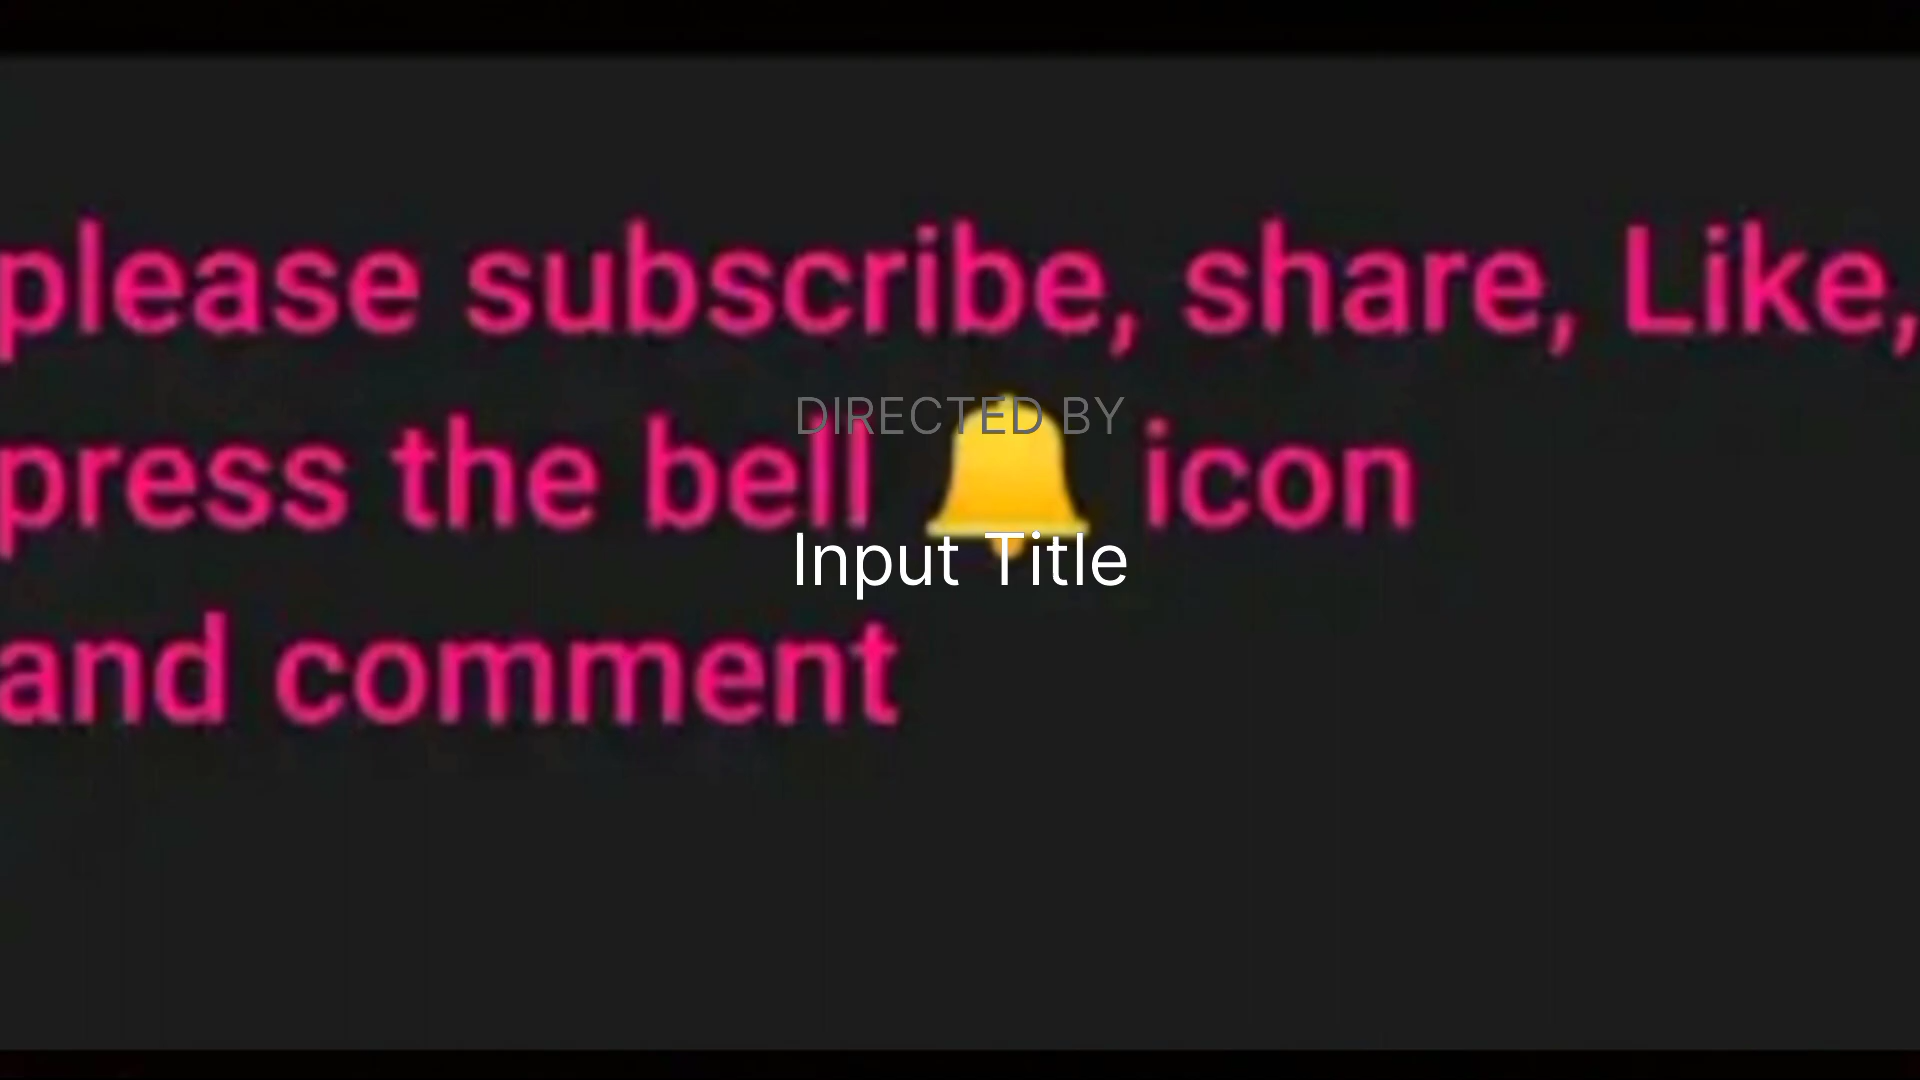 please subscribe, share, Like,
DIRECTED BY
press the bell 🔔 icon
Input Title
and comment